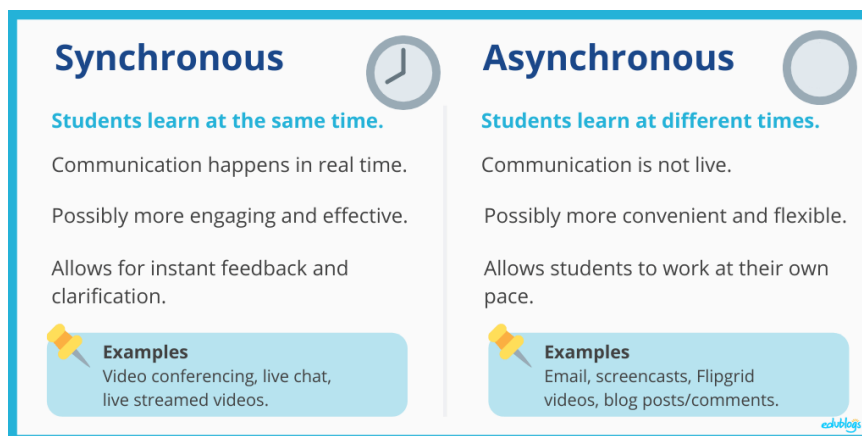 Synchronous
Students learn at the same time.
Communication happens in real time.
Possibly more engaging and effective.
Allows for instant feedback and
clarification.
Examples
Video conferencing, live chat,
live streamed videos.
Asynchronous
Students learn at different times.
Communication is not live.
Possibly more convenient and flexible.
Allows students to work at their own
pace.
Examples
Email, screencasts, Flipgrid
videos, blog posts/comments.
edublogs